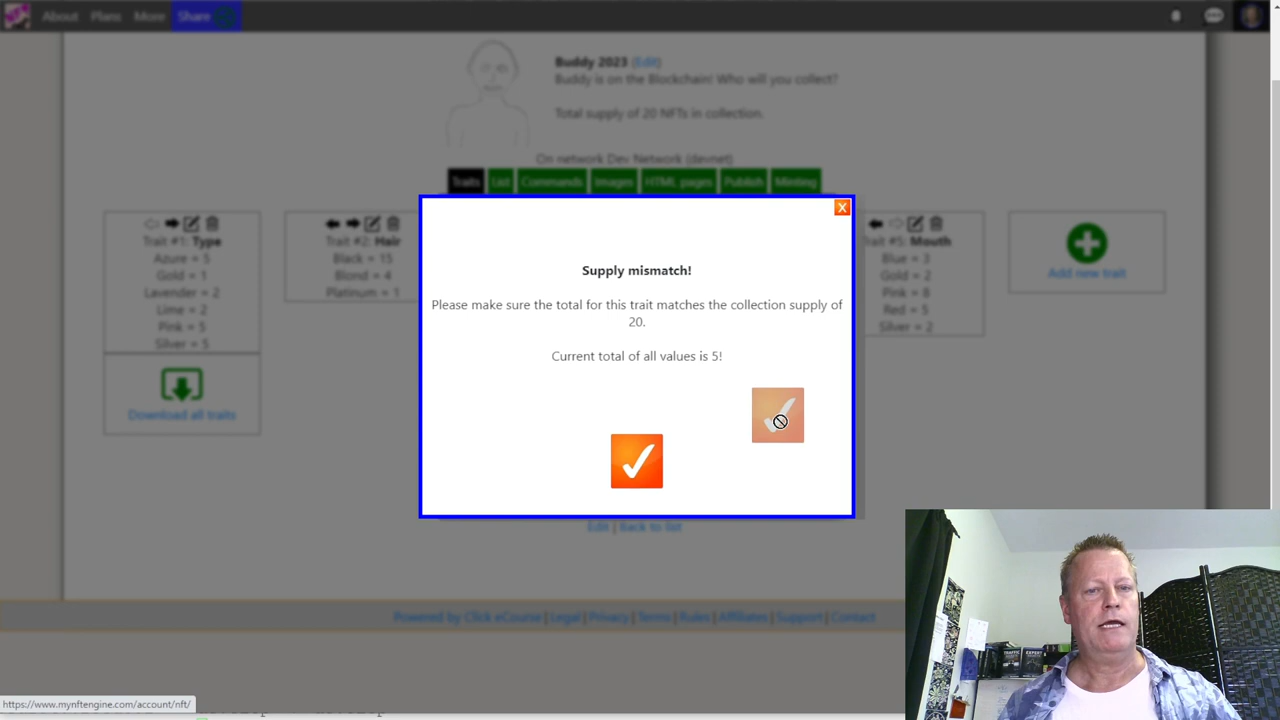 About Plans More Share
Buddy 2023 (Edit)
Buddy is on the Blockchain! Who will you collect?
Total supply of 20 NFTs in collection.
On network Dev Network (devnet)
Traits List Commands Images HTML pages Publish Minting
Trait #1: Type
Azure = 5
Gold = 1
Lavender = 2
Lime = 2
Pink = 5
Silver = 5
Download all traits
Trait #2: Hair
Black = 15
Blond = 4
Platinum = 1
X
Supply mismatch!
Please make sure the total for this trait matches the collection supply of
20.
Current total of all values is 5!
Trait #5: Mouth
Blue = 3
Gold = 2
Pink = 8
Red = 5
Silver = 2
Add new trait
Edit | Back to list
Powered by Click eCourse | Legal | Privacy | Terms | Rules | Affiliates | Support | Contact
https://www.mynftengine.com/account/nft/